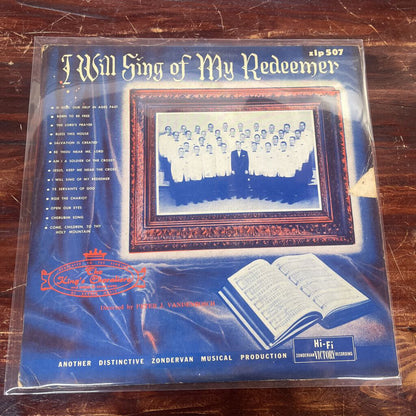 zlp 507
I Will Sing of My Redeemer
O GOD, OUR HELP IN AGES PAST
BORN TO BE FREE
THE LORD'S PRAYER
BLESS THIS HOUSE
SALVATION IS CREATED
BE THOU NEAR ME, LORD
AM I A SOLDIER OF THE CROSS?
JESUS, KEEP ME NEAR THE CROSS
I WILL SING OF MY REDEEMER
YE SERVANTS OF GOD
RIDE THE CHARIOT
OPEN OUR EYES
CHERUBIM SONG
COME, CHILDREN, TO THY
HOLY MOUNTAIN
The
King's Choraliers
Directed by PETER J. VANDENBOSCH
ANOTHER DISTINCTIVE ZONDERVAN MUSICAL PRODUCTION
Hi-Fi
ZONDERVAN VICTORY RECORDING